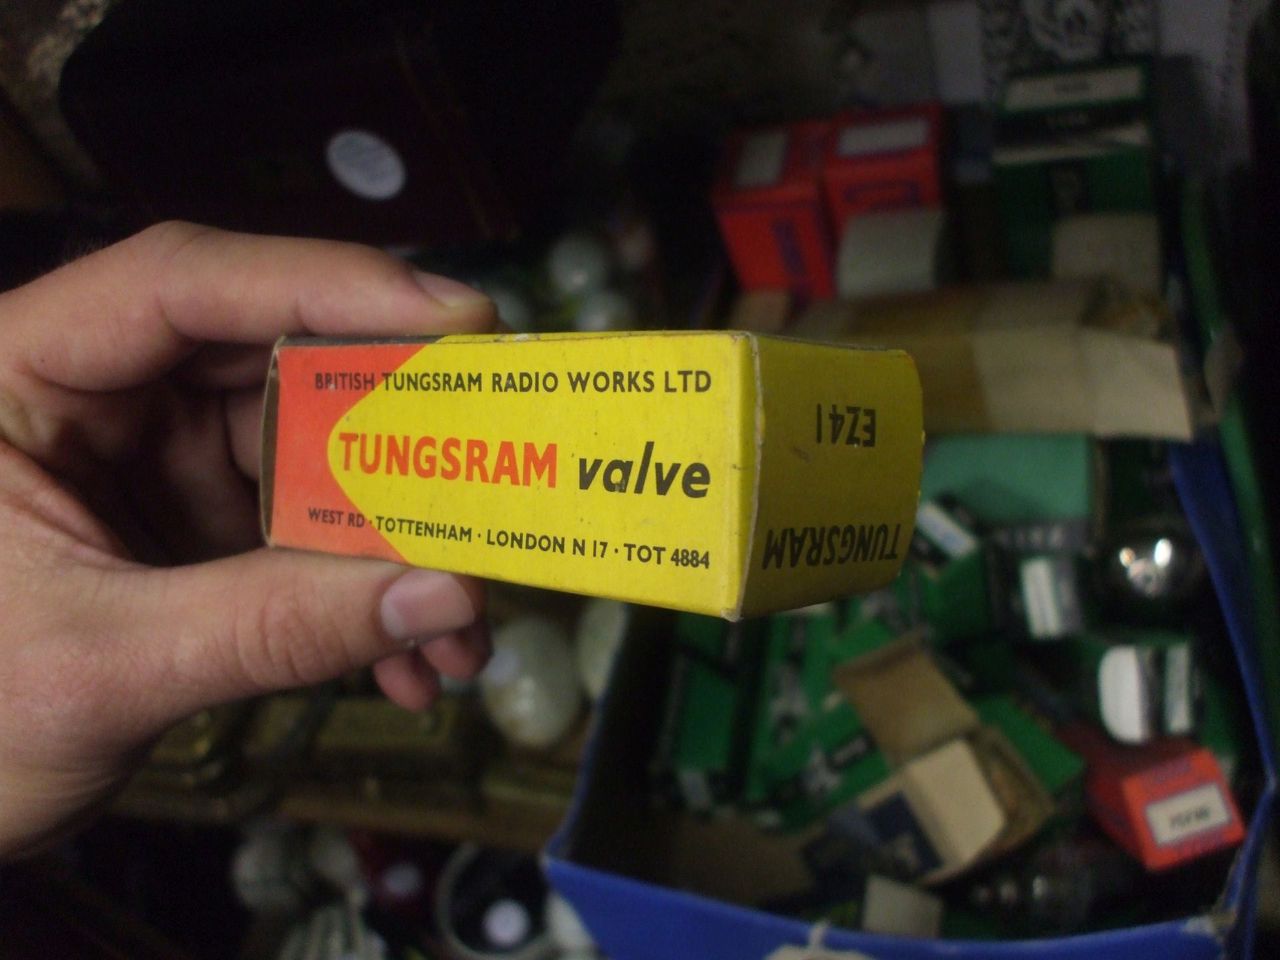 BRITISH TUNGSRAM RADIO WORKS LTD
TUNGSRAM valve
WEST RD · TOTTENHAM · LONDON N 17 · TOT 4884
EZ41
TUNGSRAM